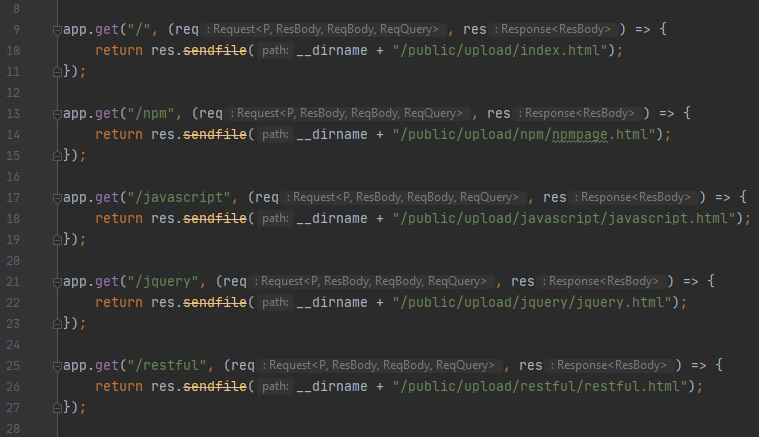 8
9 app.get("/", (req : Request<P, ResBody, ReqBody, ReqQuery> , res : Response<ResBody> ) => {
10 return res.sendfile( path: __dirname + "/public/upload/index.html");
11 });
12
13 app.get("/npm", (req : Request<P, ResBody, ReqBody, ReqQuery> , res : Response<ResBody> ) => {
14 return res.sendfile( path: __dirname + "/public/upload/npm/npmpage.html");
15 });
16
17 app.get("/javascript", (req : Request<P, ResBody, ReqBody, ReqQuery> , res : Response<ResBody> ) => {
18 return res.sendfile( path: __dirname + "/public/upload/javascript/javascript.html");
19 });
20
21 app.get("/jquery", (req : Request<P, ResBody, ReqBody, ReqQuery> , res : Response<ResBody> ) => {
22 return res.sendfile( path: __dirname + "/public/upload/jquery/jquery.html");
23 });
24
25 app.get("/restful", (req : Request<P, ResBody, ReqBody, ReqQuery> , res : Response<ResBody> ) => {
26 return res.sendfile( path: __dirname + "/public/upload/restful/restful.html");
27 });
28